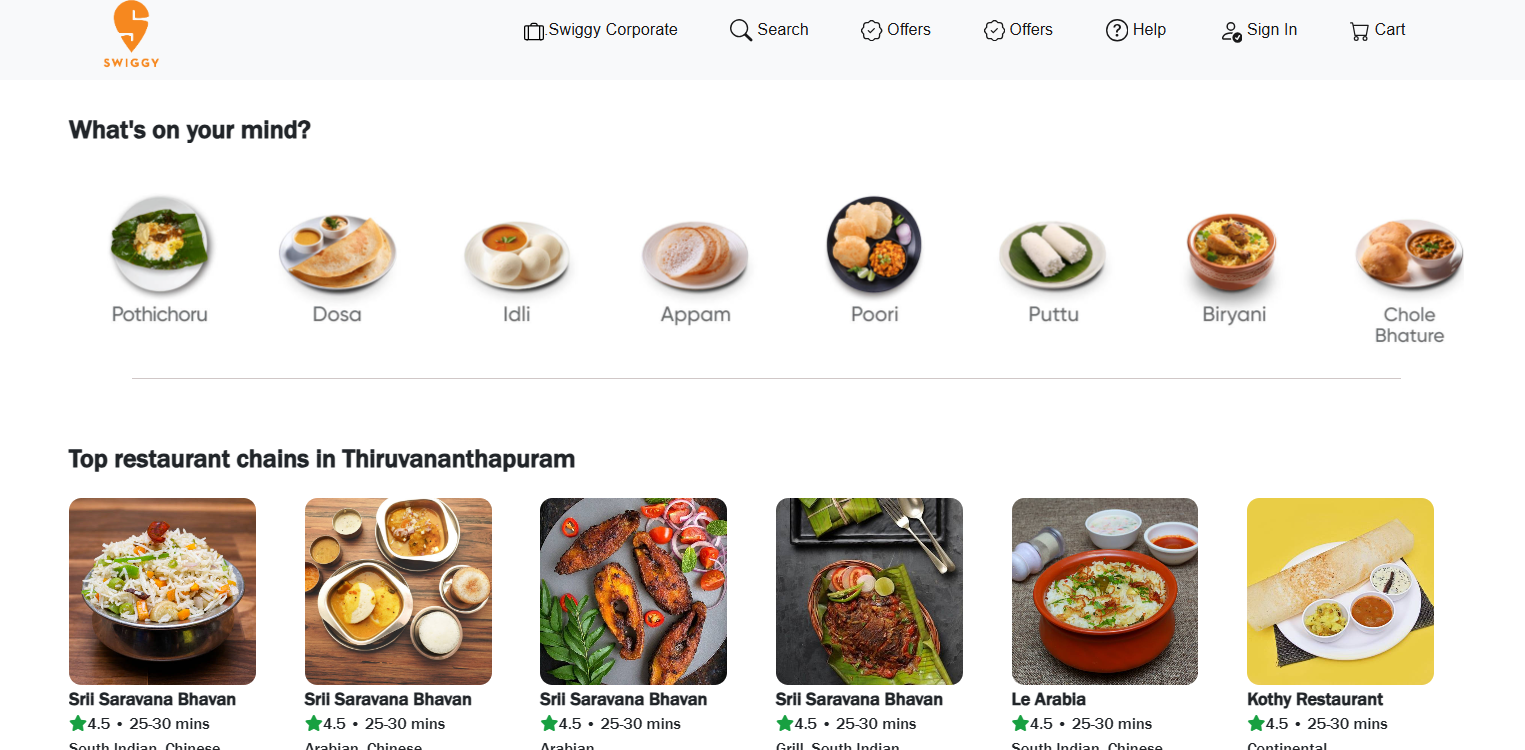 SWIGGY
Swiggy Corporate
Search
Offers
Offers
Help
Sign In
Cart
What's on your mind?
Pothichoru
Dosa
Idli
Appam
Poori
Puttu
Biryani
Chole
Bhature
Top restaurant chains in Thiruvananthapuram
Srii Saravana Bhavan
4.5 • 25-30 mins
South Indian, Chinese
Srii Saravana Bhavan
4.5 • 25-30 mins
Arabian, Chinese
Srii Saravana Bhavan
4.5 • 25-30 mins
Arabian
Srii Saravana Bhavan
4.5 • 25-30 mins
Grill, South Indian
Le Arabia
4.5 • 25-30 mins
South Indian, Chinese
Kothy Restaurant
4.5 • 25-30 mins
Continental